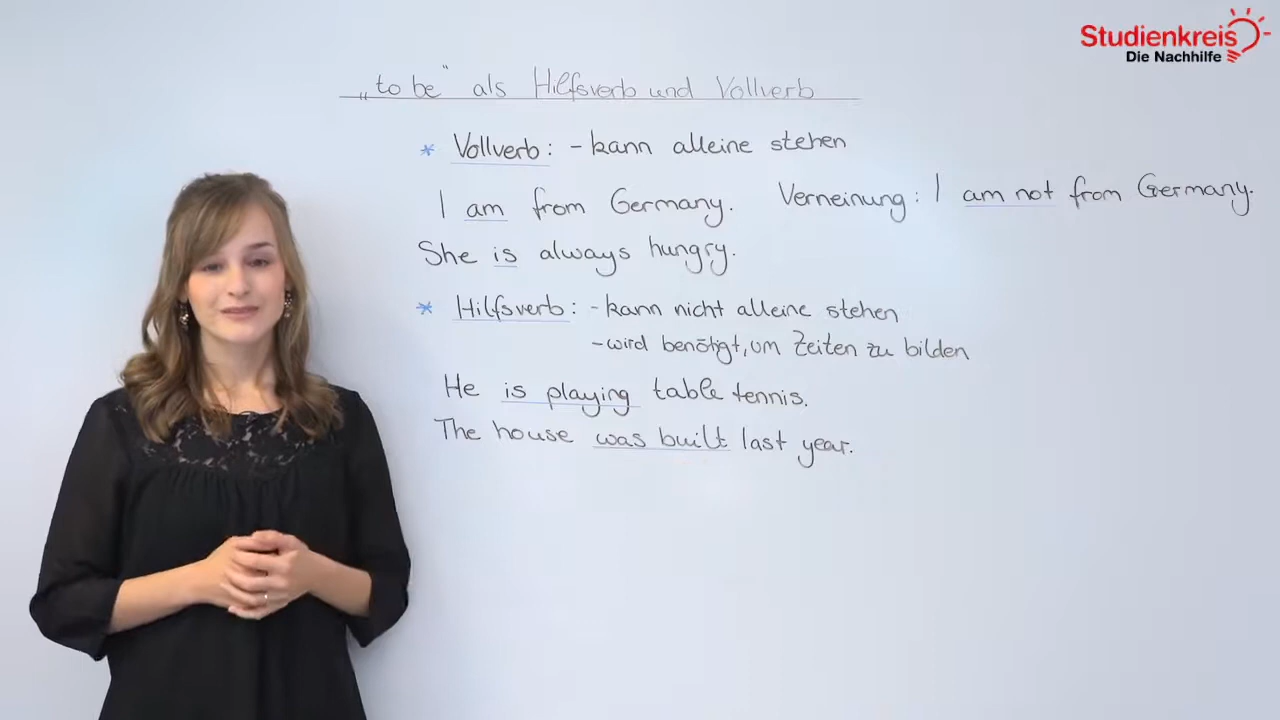 Studienkreis
Die Nachhilfe
„to be" als Hilfsverb und Vollverb
* Vollverb: - kann alleine stehen
I am from Germany. Verneinung: I am not from Germany.
She is always hungry.
* Hilfsverb: - kann nicht alleine stehen
- wird benötigt, um Zeiten zu bilden
He is playing table tennis.
The house was built last year.